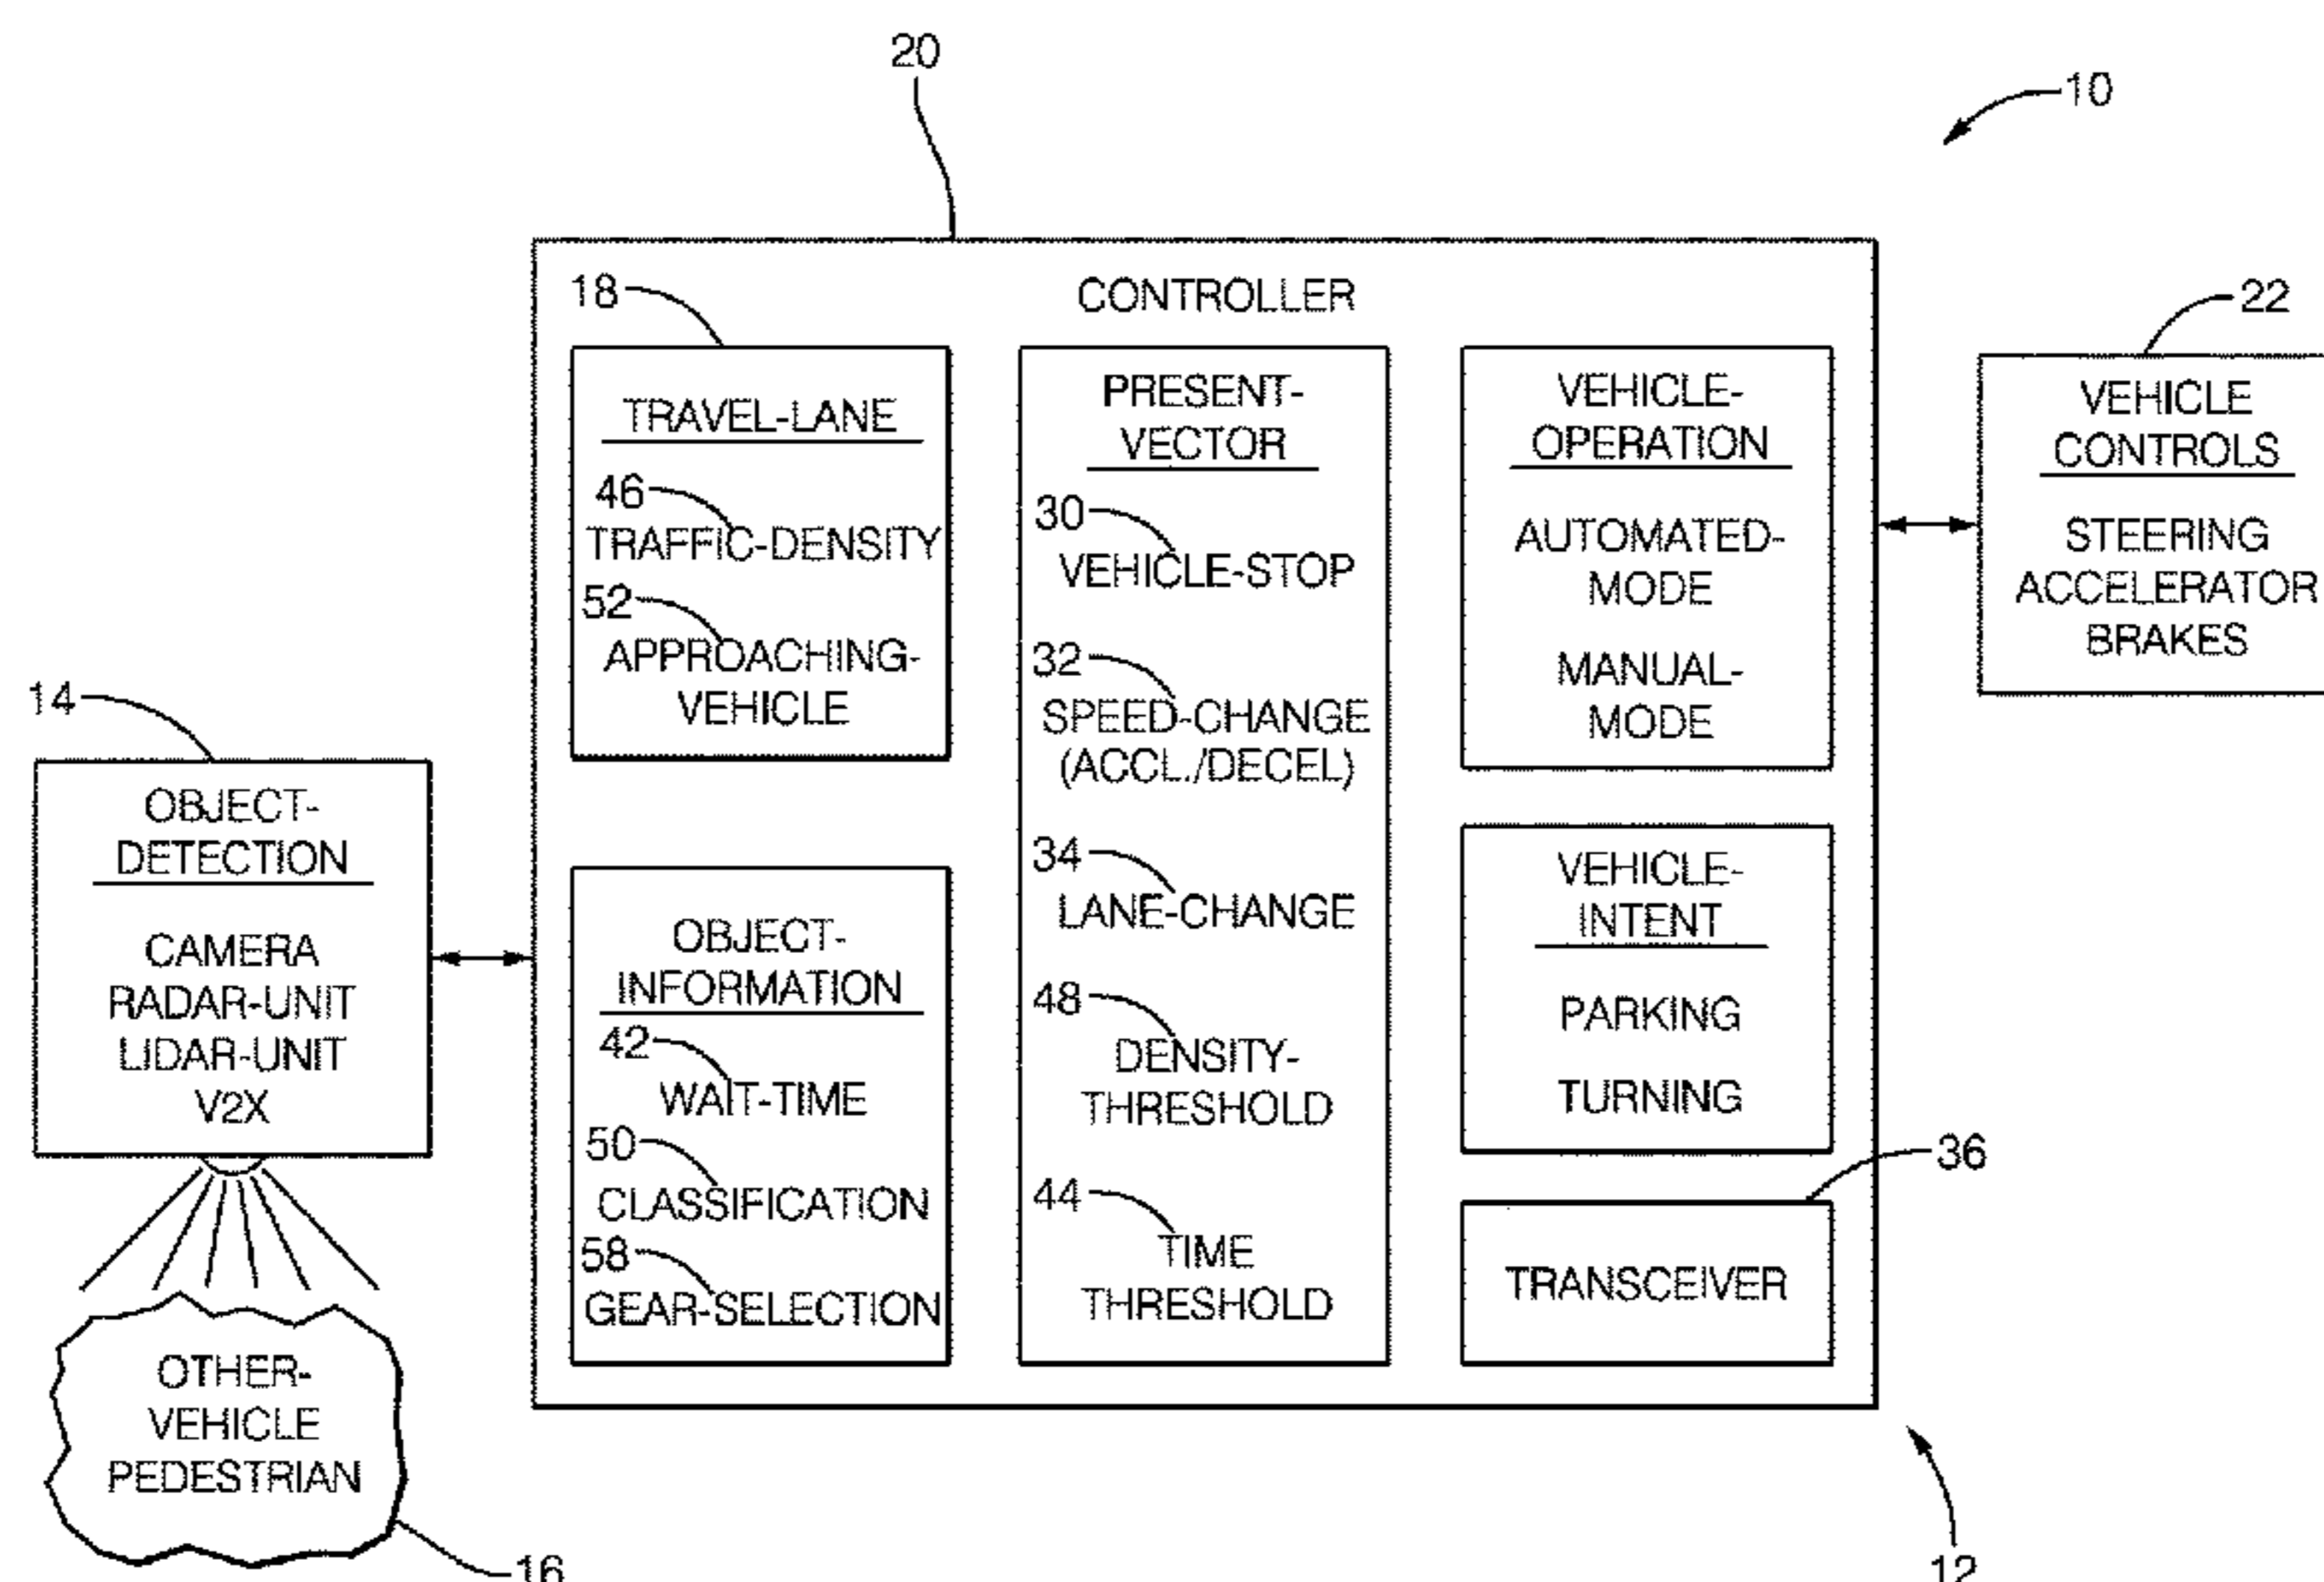 20
10
CONTROLLER
18
TRAVEL-LANE
46
TRAFFIC-DENSITY
52
APPROACHING-
VEHICLE
OBJECT-
INFORMATION
42
WAIT-TIME
50
CLASSIFICATION
58
GEAR-SELECTION
PRESENT-
VECTOR
30
VEHICLE-STOP
32
SPEED-CHANGE
(ACCL./DECEL)
34
LANE-CHANGE
48
DENSITY-
THRESHOLD
44
TIME
THRESHOLD
VEHICLE-
OPERATION
AUTOMATED-
MODE
MANUAL-
MODE
VEHICLE-
INTENT
PARKING
TURNING
36
TRANSCEIVER
22
VEHICLE
CONTROLS
STEERING
ACCELERATOR
BRAKES
14
OBJECT-
DETECTION
CAMERA
RADAR-UNIT
LIDAR-UNIT
V2X
OTHER-
VEHICLE
PEDESTRIAN
16
12